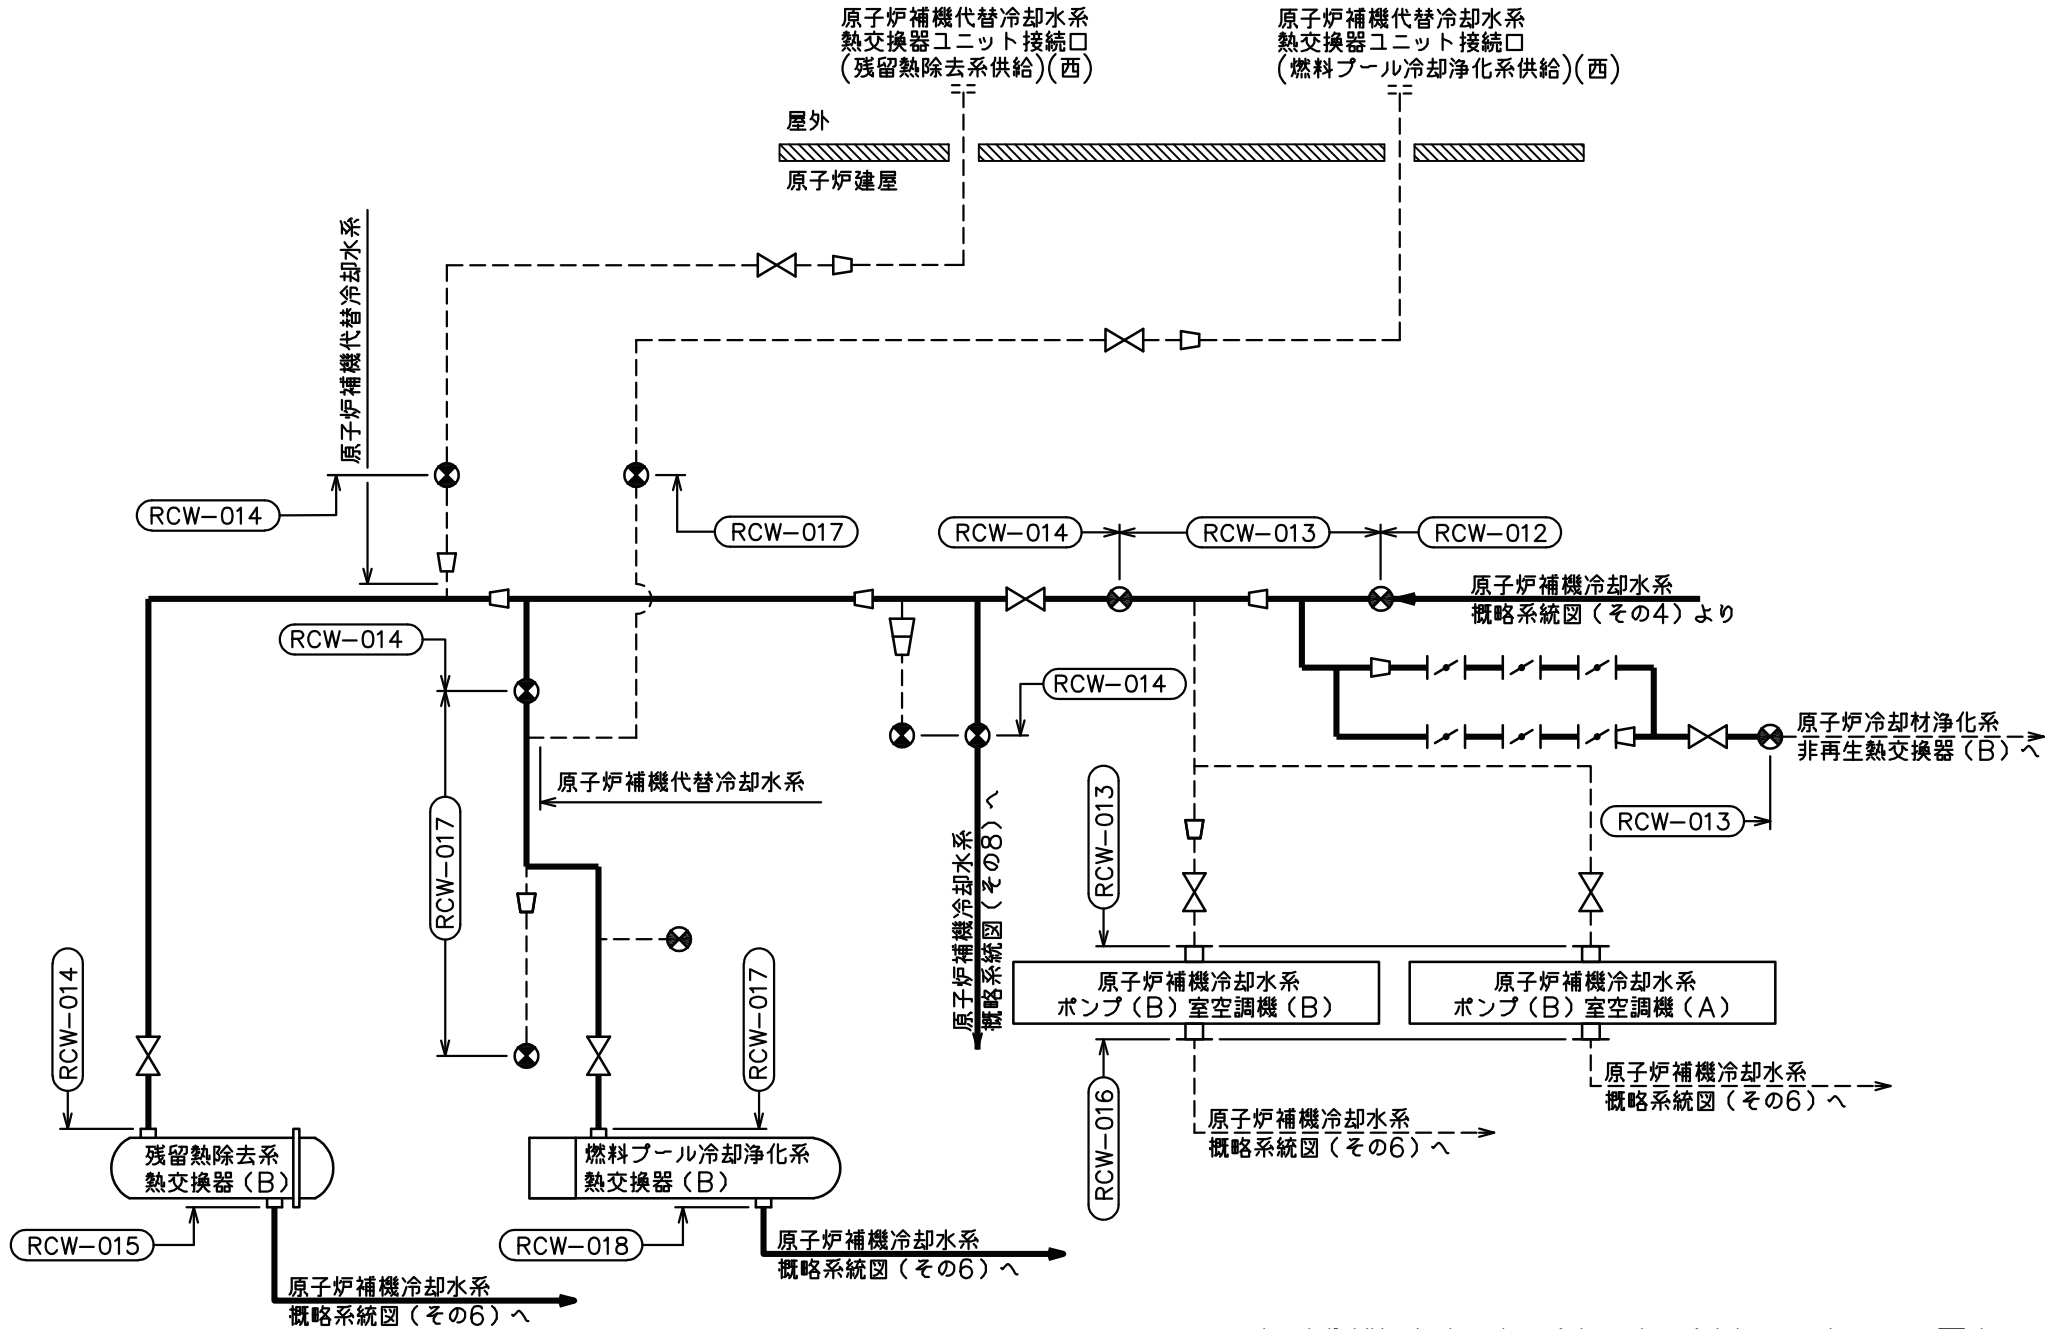 原子炉補機代替冷却水系
熱交換器ユニット接続口
(残留熱除去系供給)(西)
原子炉補機代替冷却水系
熱交換器ユニット接続口
(燃料プール冷却浄化系供給)(西)
屋外
原子炉建屋
原子炉補機代替冷却水系
RCW-014
RCW-017
RCW-014
RCW-013
RCW-012
原子炉補機冷却水系
概略系統図(その4)より
RCW-014
RCW-014
原子炉冷却材浄化系
非再生熱交換器(B)へ
原子炉補機代替冷却水系
RCW-013
RCW-013
RCW-017
原子炉補機冷却水系
概略系統図(その8)へ
RCW-014
RCW-017
原子炉補機冷却水系
ポンプ(B)室空調機(B)
原子炉補機冷却水系
ポンプ(B)室空調機(A)
RCW-016
原子炉補機冷却水系
概略系統図(その6)へ
原子炉補機冷却水系
概略系統図(その6)へ
残留熱除去系
熱交換器(B)
燃料プール冷却浄化系
熱交換器(B)
RCW-015
RCW-018
原子炉補機冷却水系
概略系統図(その6)へ
原子炉補機冷却水系
概略系統図(その6)へ